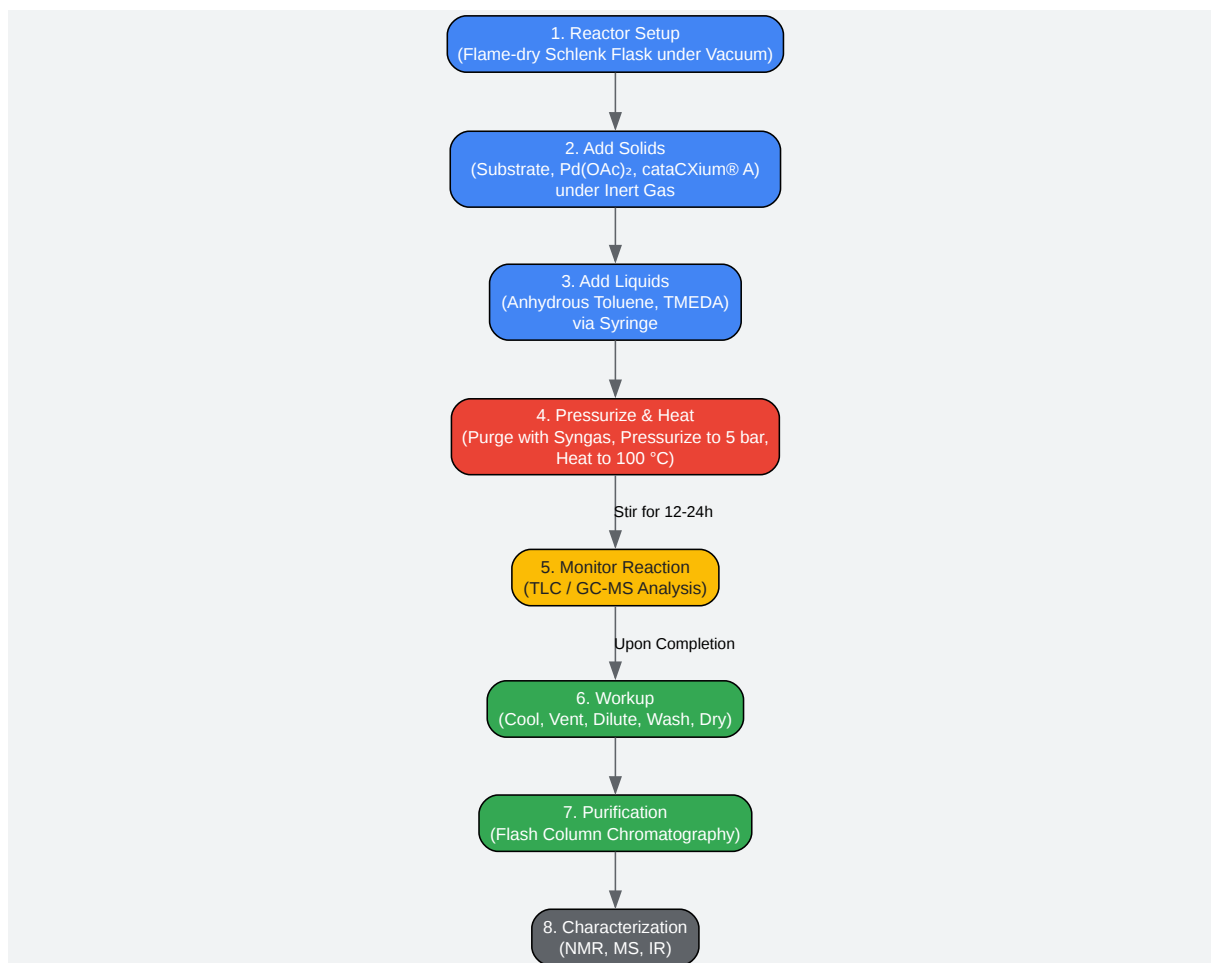 1. Reactor Setup
(Flame-dry Schlenk Flask under Vacuum)
2. Add Solids
(Substrate, Pd(OAc)₂, cataCXium® A)
under Inert Gas
3. Add Liquids
(Anhydrous Toluene, TMEDA)
via Syringe
4. Pressurize & Heat
(Purge with Syngas, Pressurize to 5 bar,
Heat to 100 °C)
Stir for 12-24h
5. Monitor Reaction
(TLC / GC-MS Analysis)
Upon Completion
6. Workup
(Cool, Vent, Dilute, Wash, Dry)
7. Purification
(Flash Column Chromatography)
8. Characterization
(NMR, MS, IR)